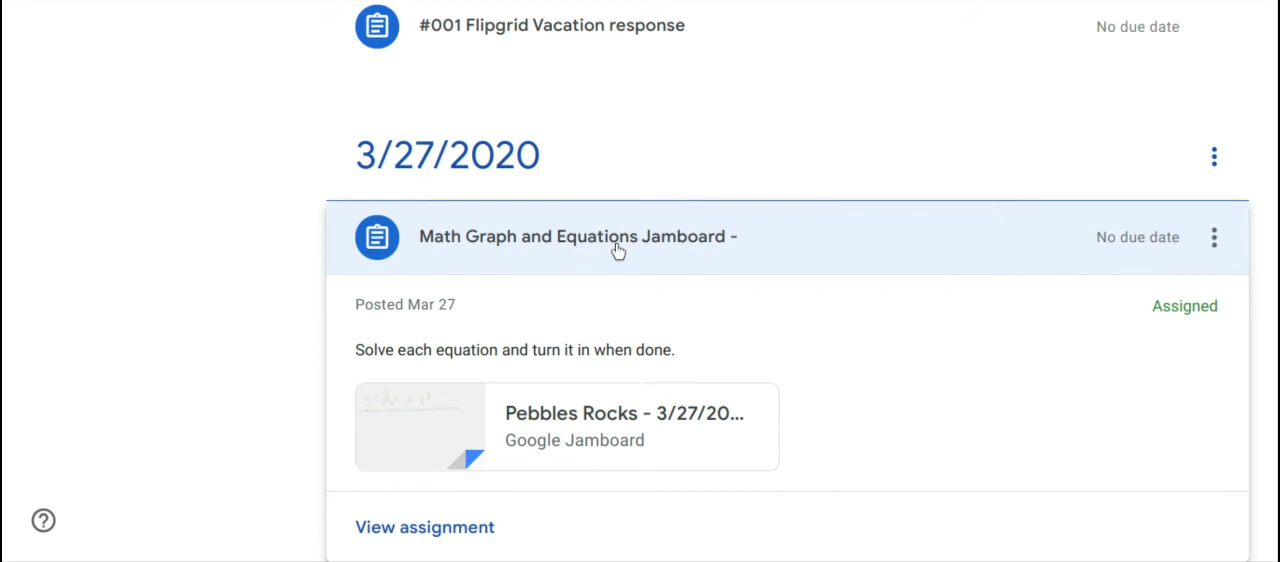 #001 Flipgrid Vacation response
No due date
3/27/2020
Math Graph and Equations Jamboard -
No due date
Posted Mar 27
Assigned
Solve each equation and turn it in when done.
Pebbles Rocks - 3/27/20...
Google Jamboard
View assignment